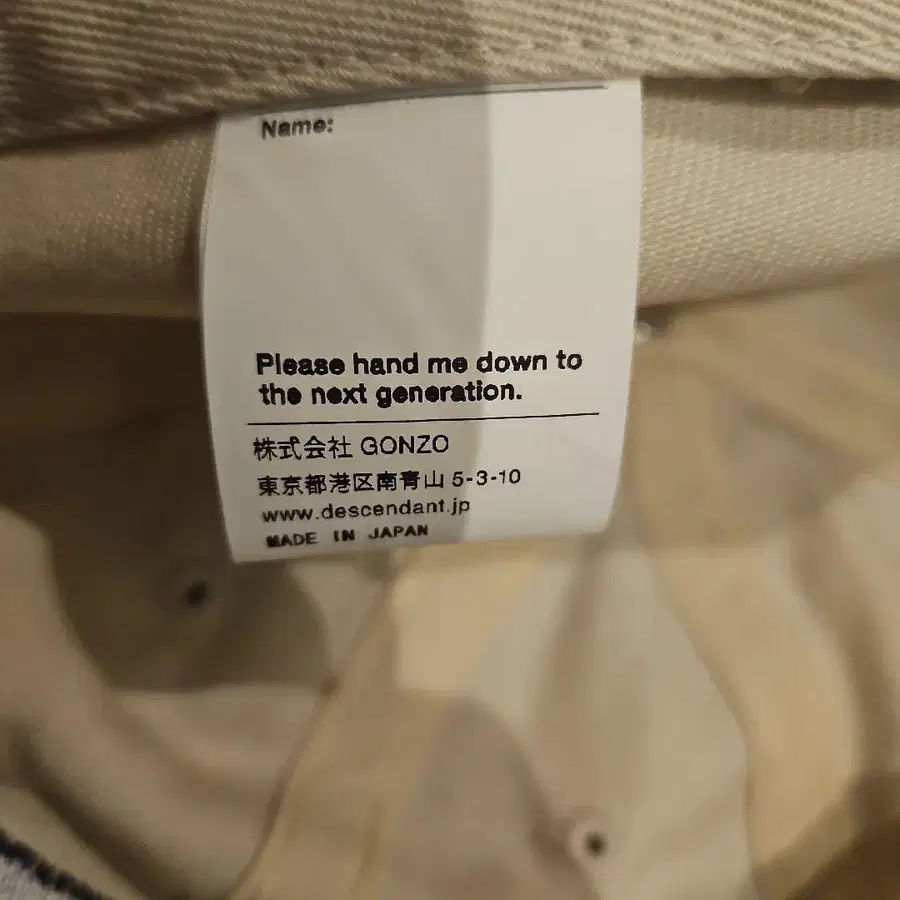 Name:
Please hand me down to
the next generation.
株式会社 GONZO
東京都港区南青山 5-3-10
www.descendant.jp
MADE IN JAPAN